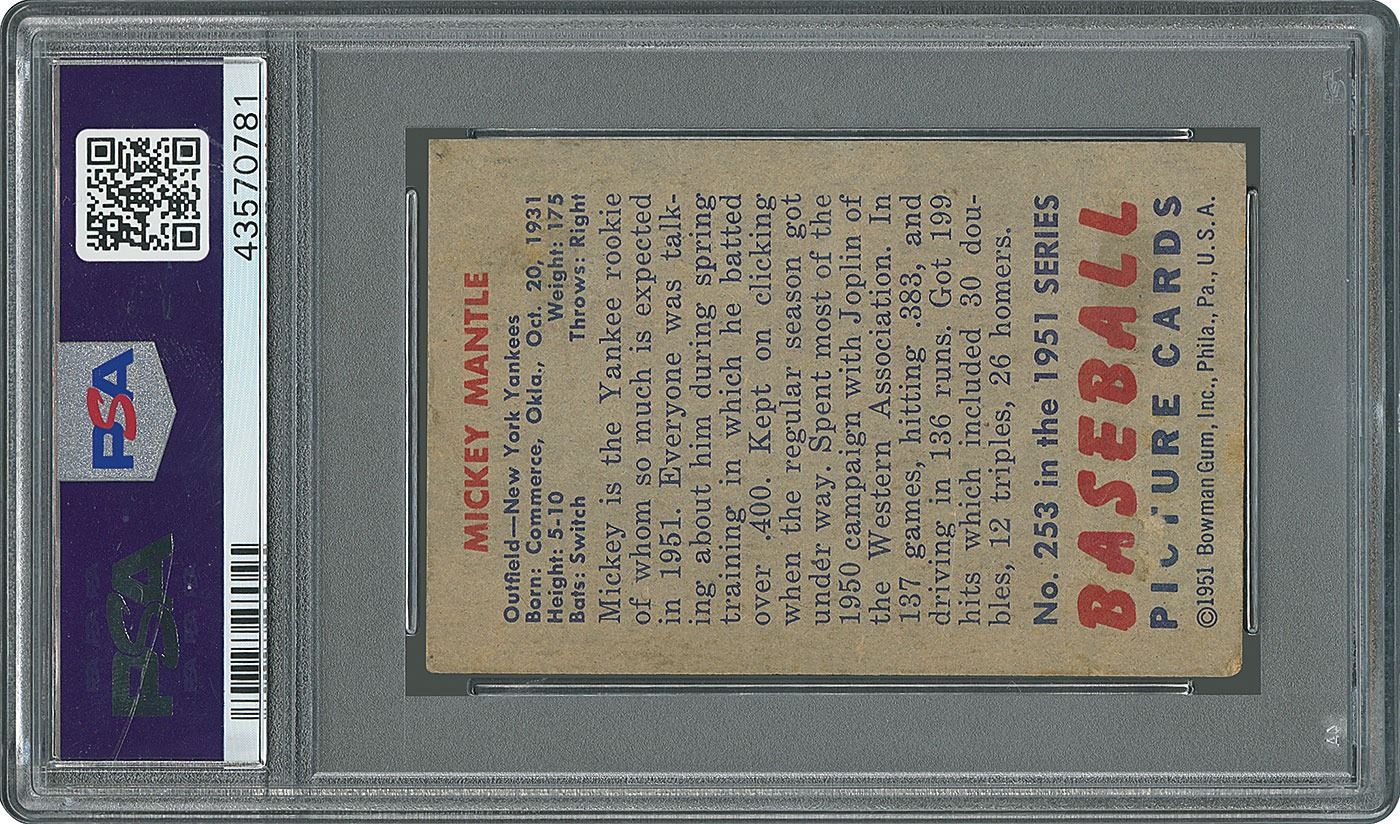 PSA
PSA
43570781
MICKEY MANTLE
Outfield—New York Yankees
Born: Commerce, Okla., Oct. 20, 1931
Height: 5-10 Weight: 175
Bats: Switch Throws: Right
Mickey is the Yankee rookie
of whom so much is expected
in 1951. Everyone was talk-
ing about him during spring
training in which he batted
over .400. Kept on clicking
when the regular season got
under way. Spent most of the
1950 campaign with Joplin of
the Western Association. In
137 games, hitting .383, and
driving in 136 runs. Got 199
hits which included 30 dou-
bles, 12 triples, 26 homers.
No. 253 in the 1951 SERIES
BASEBALL
PICTURE CARDS
©1951 Bowman Gum, Inc., Phila., Pa., U.S.A.